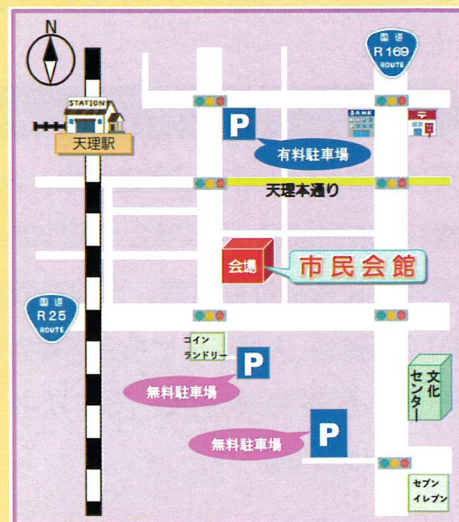 N
国道
R169
ROUTE
STATION
天理駅
P
BANK
有料駐車場
天理本通り
会場
市民会館
国道
R25
ROUTE
コイン
ランドリー
P
無料駐車場
文化
センター
無料駐車場
P
セブン
イレブン